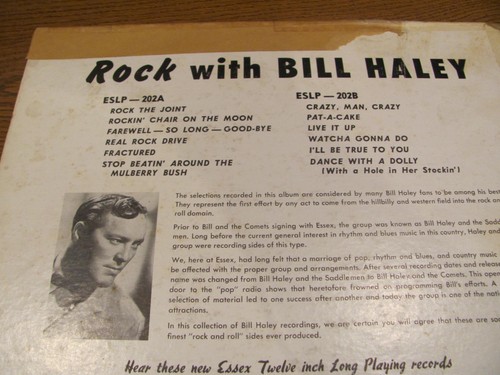 Rock with BILL HALEY
ESLP — 202A
ROCK THE JOINT
ROCKIN' CHAIR ON THE MOON
FAREWELL — SO LONG — GOOD-BYE
REAL ROCK DRIVE
FRACTURED
STOP BEATIN' AROUND THE
MULBERRY BUSH
ESLP — 202B
CRAZY, MAN, CRAZY
PAT-A-CAKE
LIVE IT UP
WATCHA GONNA DO
I'LL BE TRUE TO YOU
DANCE WITH A DOLLY
(With a Hole in Her Stockin')
The selections recorded in this album are considered by many Bill Haley fans to be among his best
They represent the first effort by any act to come from the hillbilly and western field into the rock an
roll domain.
Prior to Bill and the Comets signing with Essex, the group was known as Bill Haley and the Sadd
men. Long before the current general interest in rhythm and blues music in this country, Haley and
group were recording sides of this type.
We, here at Essex, had long felt that a marriage of pop, rhythm and blues, and country music
be affected with the proper group and arrangements. After several recording dates and release
name was changed from Bill Haley and the Saddlemen to Bill Haley and the Comets. This opene
door to the "pop" radio shows that heretofore frowned on programming Bill's efforts. A
selection of material led to one success after another and today the group is one of the nat
attractions.
In this collection of Bill Haley recordings, we are certain you will agree that these are so
finest "rock and roll" sides ever produced.
Hear these new Essex Twelve inch Long Playing records